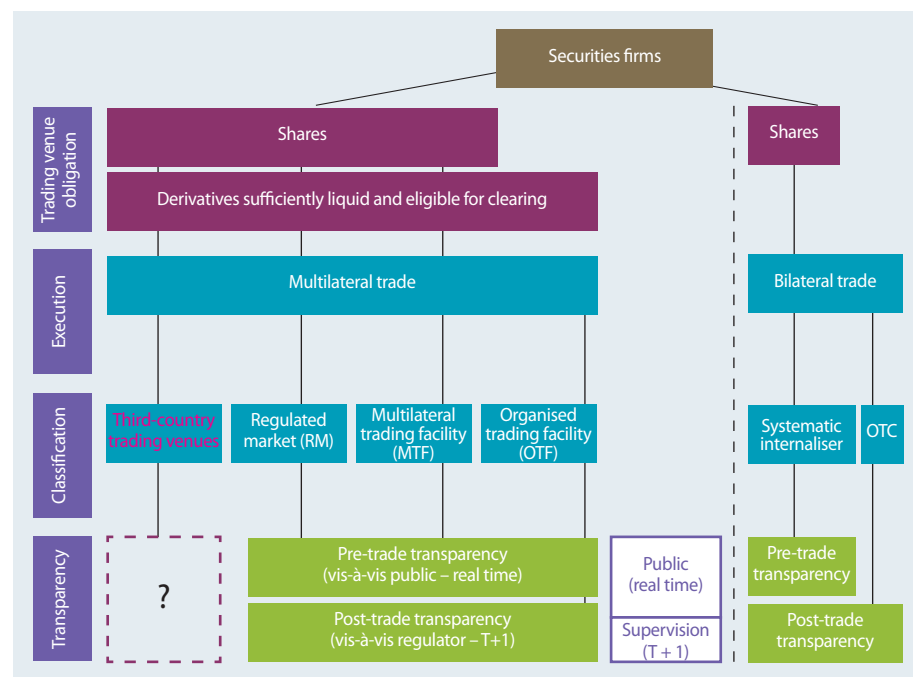 Securities firms
Trading venue
obligation
Shares
Shares
Derivatives sufficiently liquid and eligible for clearing
Execution
Multilateral trade
Bilateral trade
Classification
Third-country
trading venues
Regulated
market (RM)
Multilateral
trading facility
(MTF)
Organised
trading facility
(OTF)
Systematic
internaliser
OTC
Transparency
?
Pre-trade transparency
(vis-à-vis public – real time)
Post-trade transparency
(vis-à-vis regulator – T+1)
Public
(real time)
Supervision
(T + 1)
Pre-trade
transparency
Post-trade
transparency